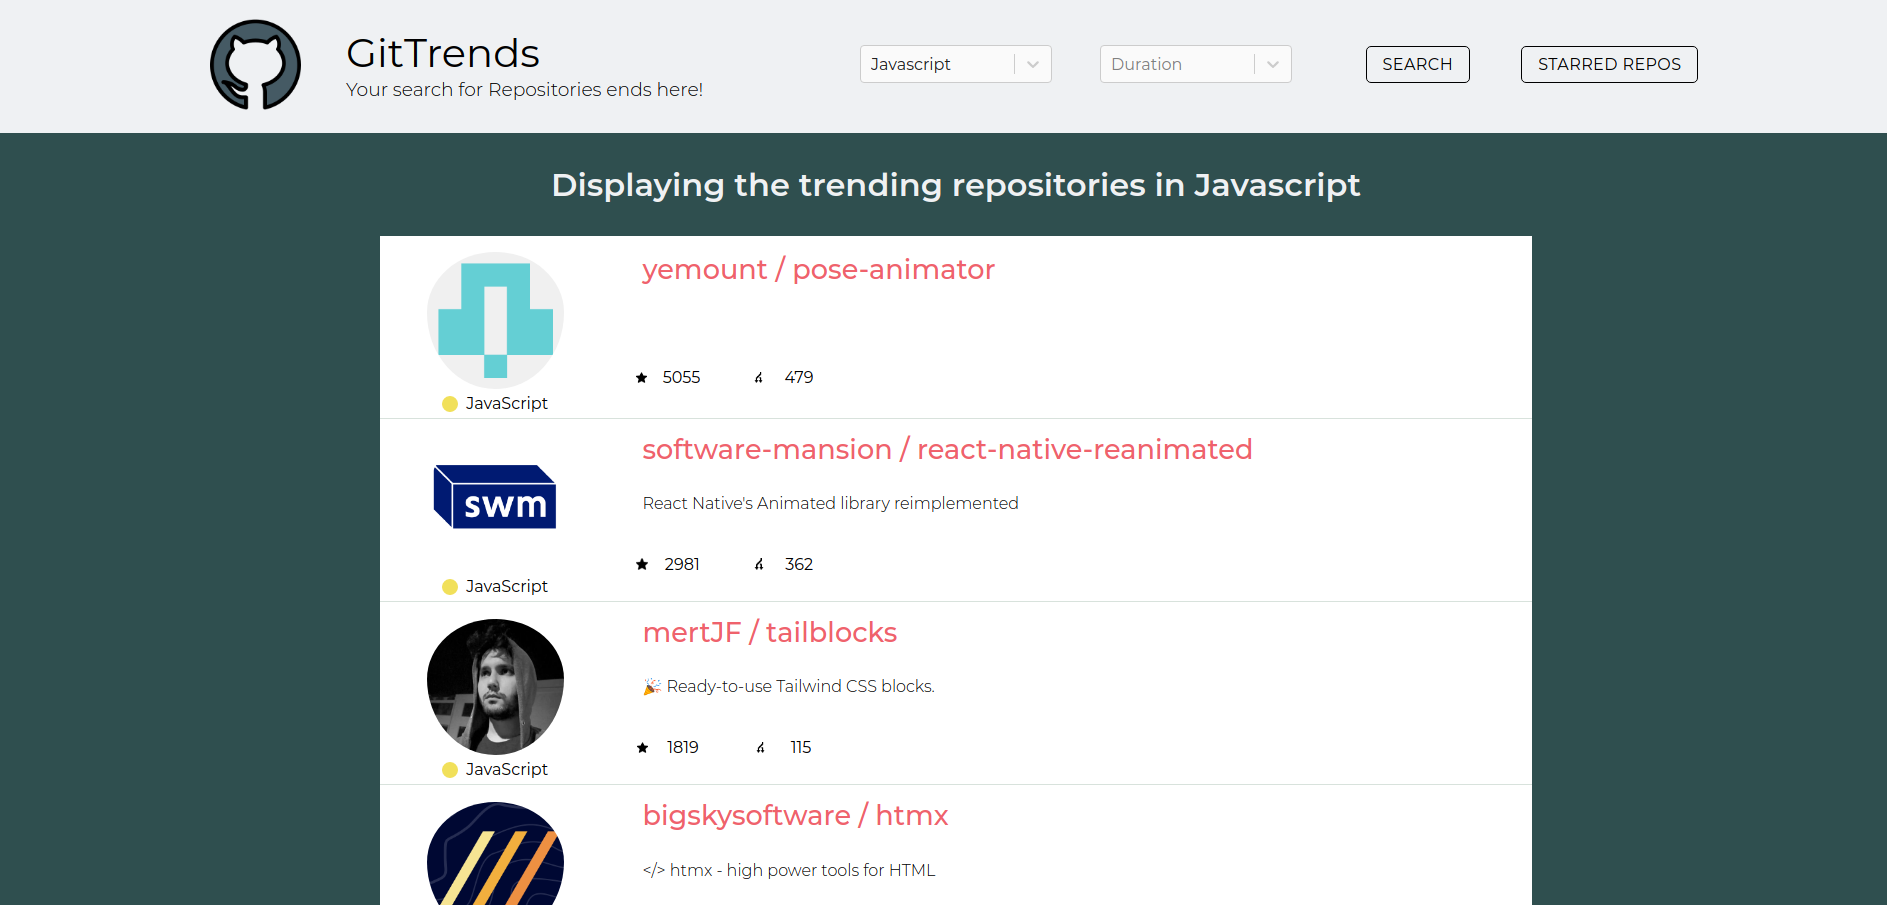 GitTrends
Your search for Repositories ends here!
Javascript
Duration
SEARCH
STARRED REPOS
Displaying the trending repositories in Javascript
yemount / pose-animator
5055
479
JavaScript
software-mansion / react-native-reanimated
swm
React Native's Animated library reimplemented
2981
362
JavaScript
mertJF / tailblocks
🎉 Ready-to-use Tailwind CSS blocks.
1819
115
JavaScript
bigskysoftware / htmx
</> htmx - high power tools for HTML